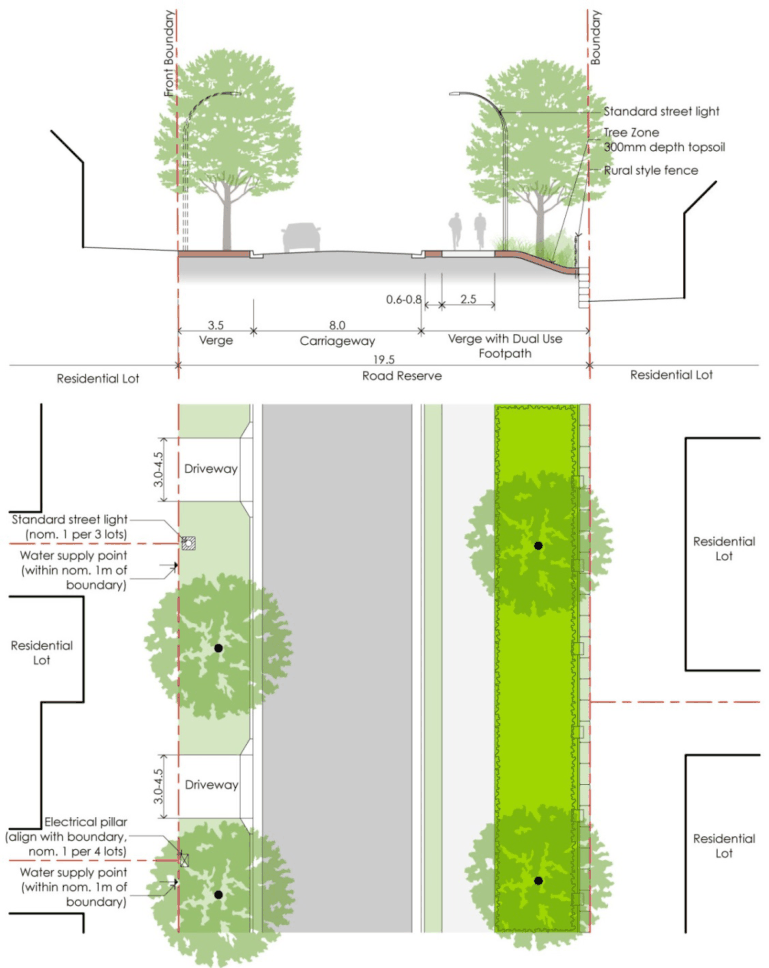 Front Boundary
Boundary
Standard street light
Tree Zone
300mm depth topsoil
Rural style fence
0.6-0.8
2.5
3.5
8.0
Verge
Carriageway
Verge with Dual Use
Footpath
19.5
Residential Lot
Road Reserve
Residential Lot
3.0-4.5
Driveway
Standard street light
(nom. 1 per 3 lots)
Water supply point
(within nom. 1m of
boundary)
Residential
Lot
Residential
Lot
3.0-4.5
Driveway
Electrical pillar
(align with boundary,
nom. 1 per 4 lots)
Water supply point
(within nom. 1m of
boundary)
Residential
Lot